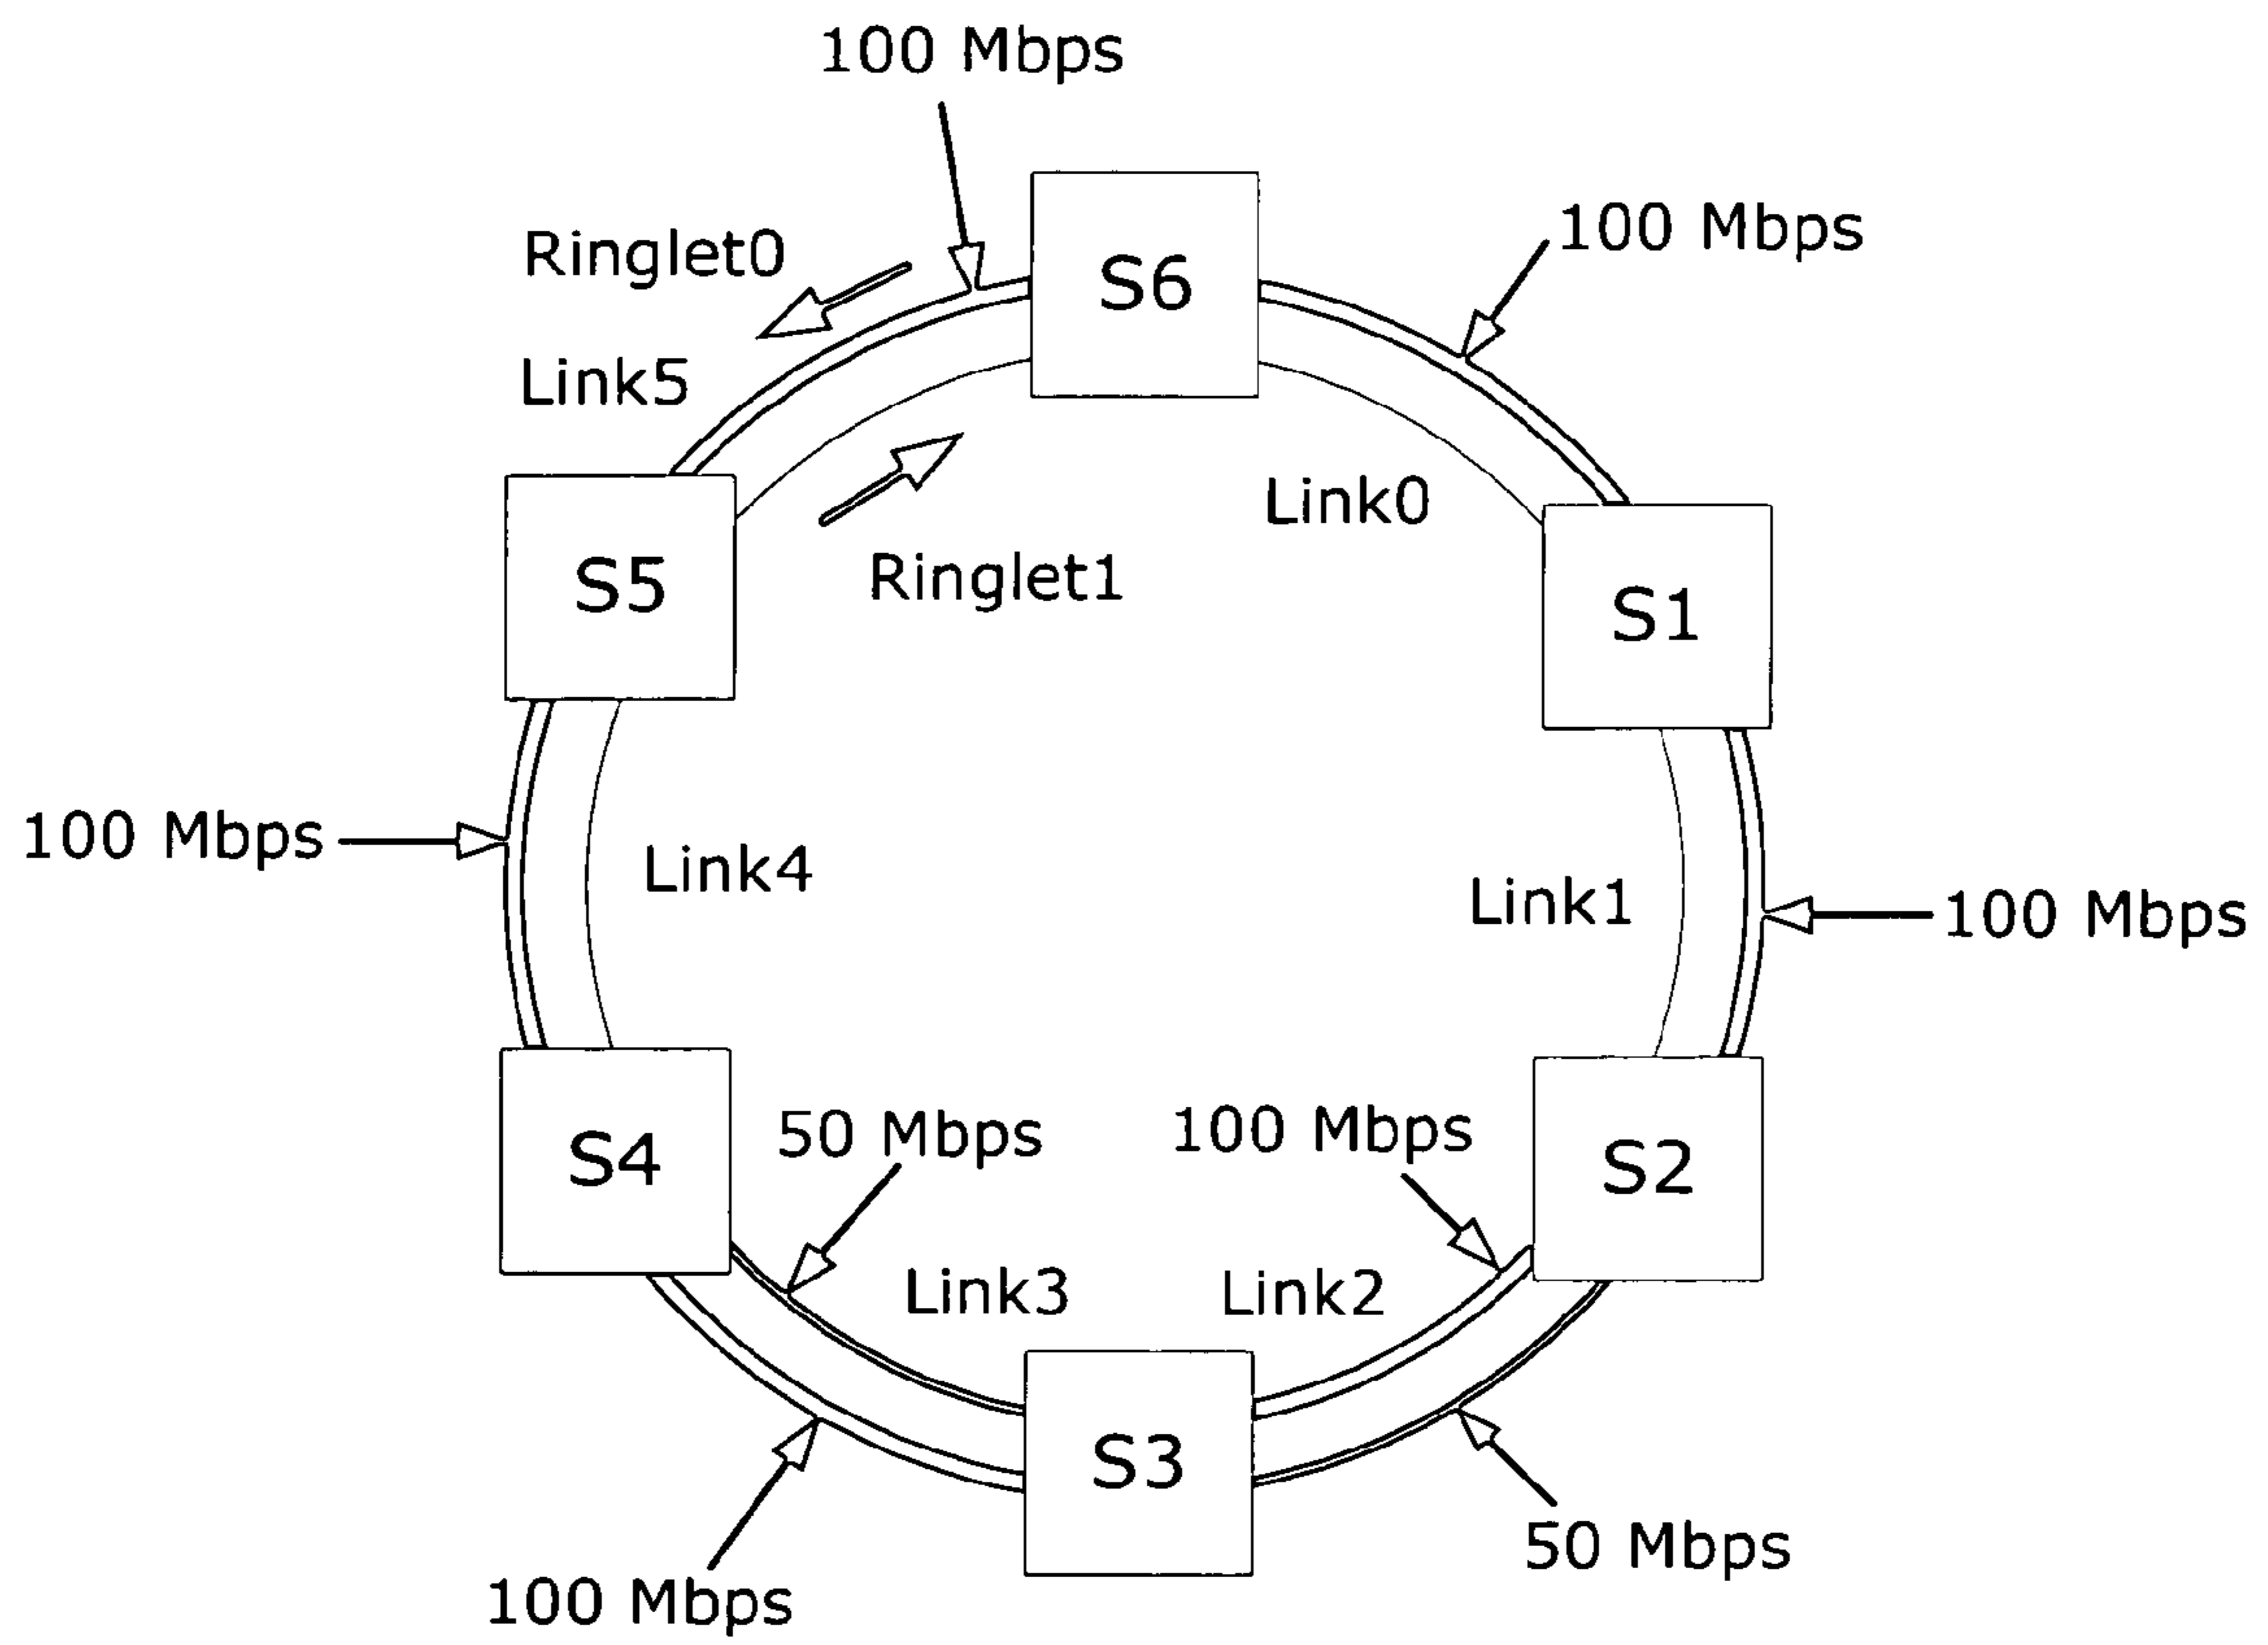 100 Mbps
100 Mbps
Ringlet0
S6
Link5
Link0
Ringlet1
S5
S1
100 Mbps
Link4
Link1
100 Mbps
50 Mbps
100 Mbps
S4
S2
Link3
Link2
S3
50 Mbps
100 Mbps